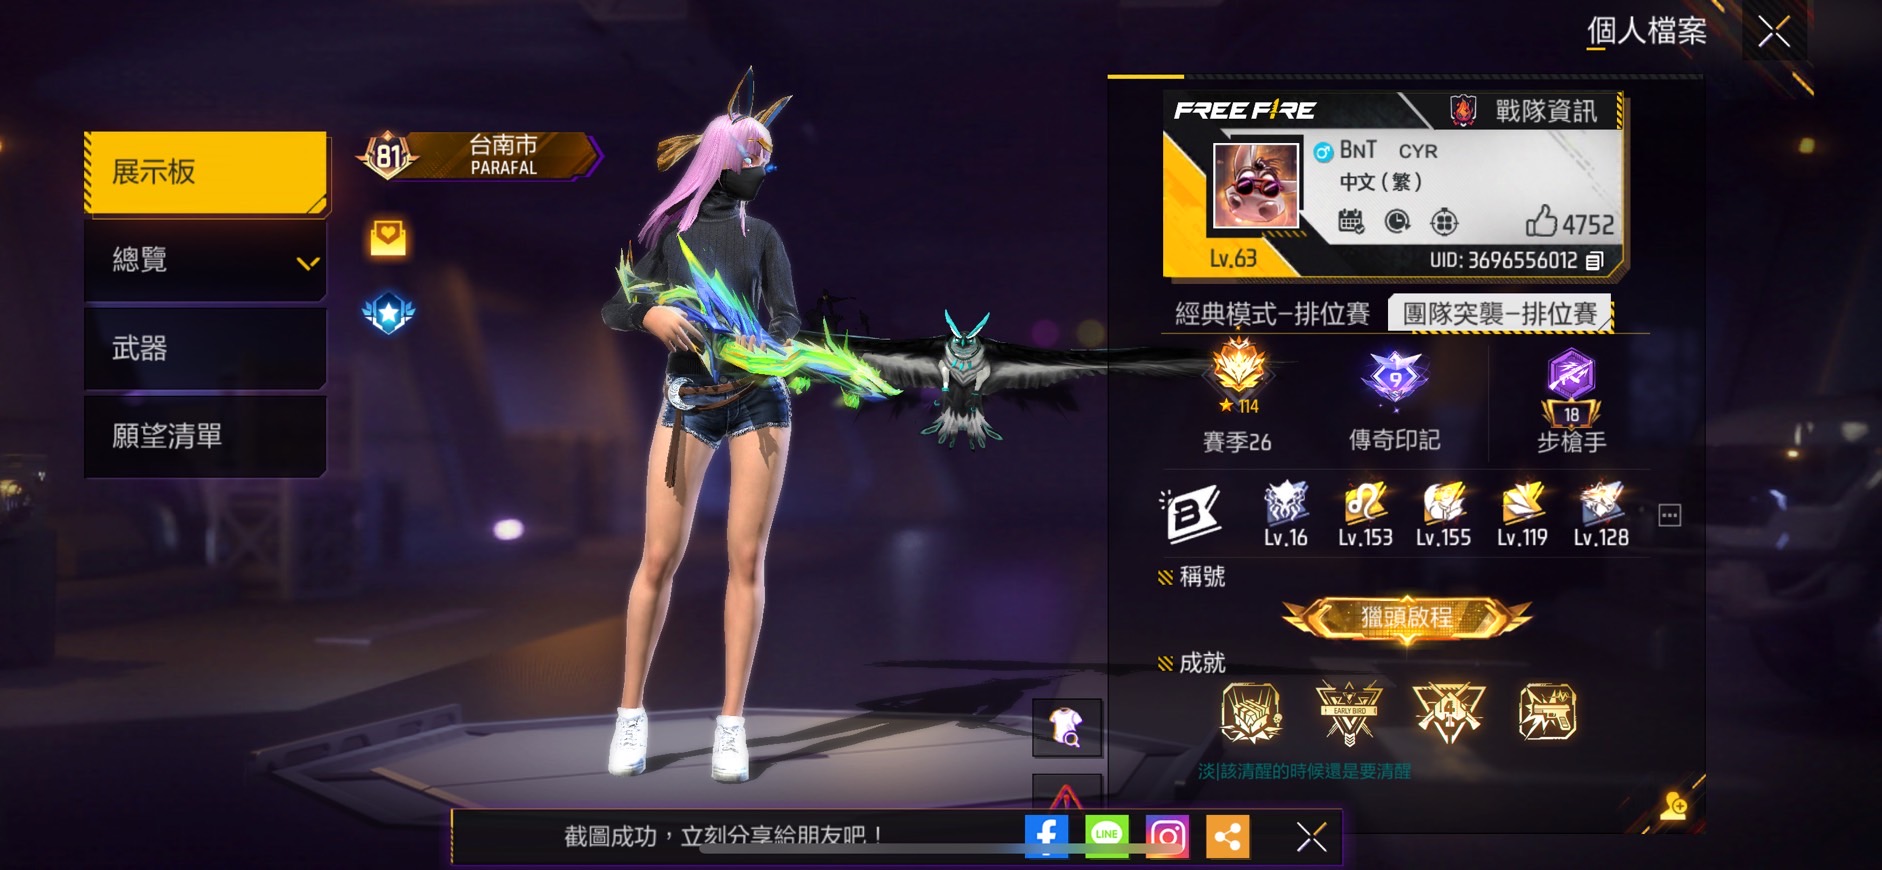 個人檔案
展示板
總覽
武器
願望清單
81
台南市
PARAFAL
FREE FIRE
戰隊資訊
BNT CYR
中文(繁)
4752
Lv.63
UID: 3696556012
經典模式-排位賽
團隊突襲-排位賽
114
9
18
賽季26
傳奇印記
步槍手
B
Lv.16
Lv.153
Lv.155
Lv.119
Lv.128
稱號
獵頭啟程
成就
EARLY BIRD
4
淡|該清醒的時候還是要清醒
截圖成功，立刻分享給朋友吧！
LINE